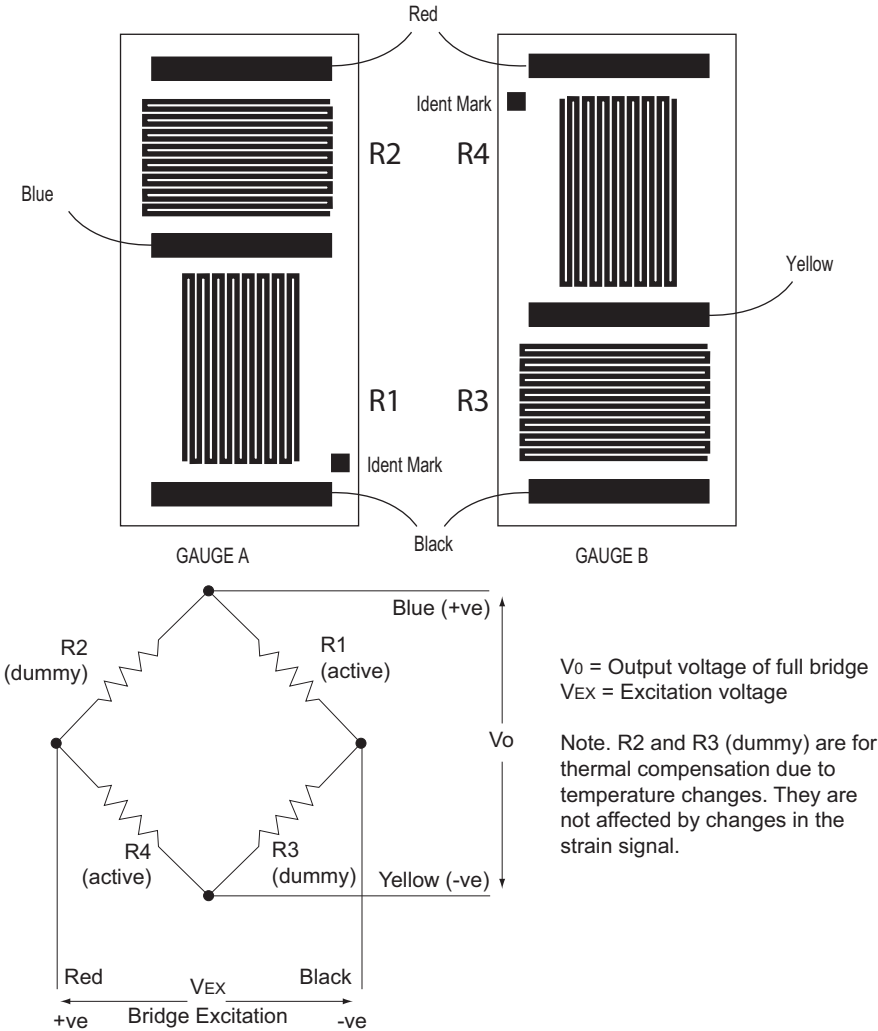 Red
Ident Mark
R2
R4
Blue
Yellow
R1
R3
Ident Mark
Black
GAUGE A
GAUGE B
Blue (+ve)
R2
(dummy)
R1
(active)
V0 = Output voltage of full bridge
VEX = Excitation voltage
Vo
Note. R2 and R3 (dummy) are for
thermal compensation due to
temperature changes. They are
not affected by changes in the
strain signal.
R4
(active)
R3
(dummy)
Yellow (-ve)
Red
Black
VEX
Bridge Excitation
+ve
-ve